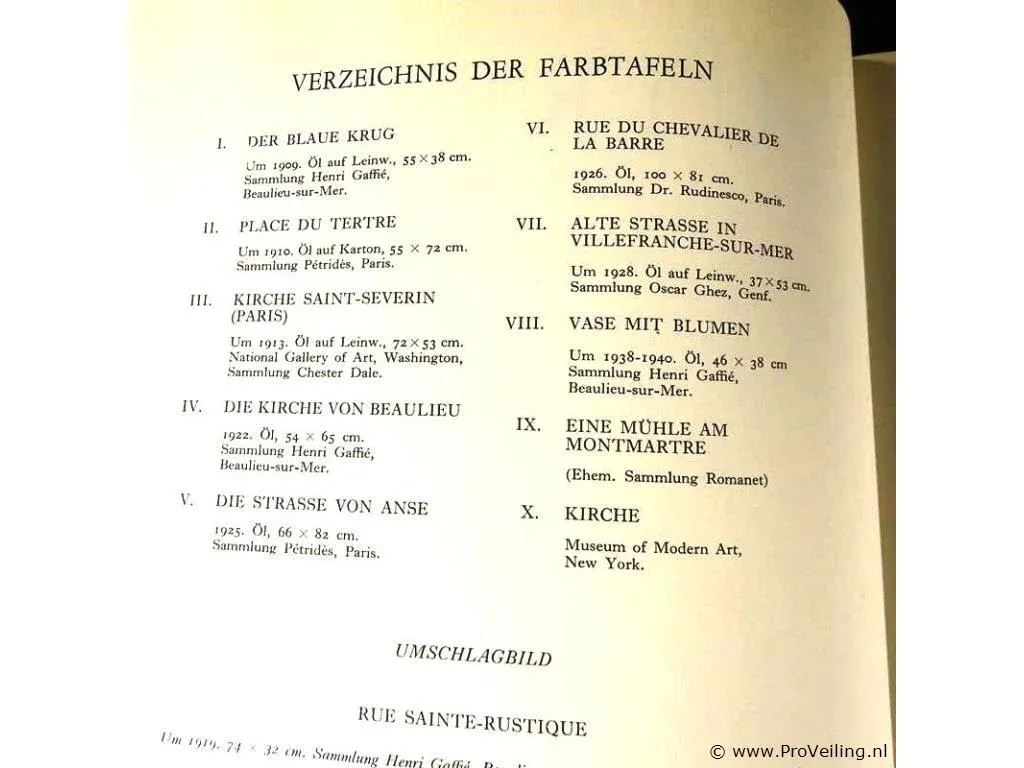 VERZEICHNIS DER FARBTAFELN
I. DER BLAUE KRUG
Um 1909. Öl auf Leinw., 55 × 38 cm.
Sammlung Henri Gaffié,
Beaulieu-sur-Mer.
II. PLACE DU TERTRE
Um 1910. Öl auf Karton, 55 × 72 cm.
Sammlung Pétridès, Paris.
III. KIRCHE SAINT-SEVERIN
(PARIS)
Um 1913. Öl auf Leinw., 72 × 53 cm.
National Gallery of Art, Washington,
Sammlung Chester Dale.
IV. DIE KIRCHE VON BEAULIEU
1922. Öl, 54 × 65 cm.
Sammlung Henri Gaffié,
Beaulieu-sur-Mer.
V. DIE STRASSE VON ANSE
1925. Öl, 66 × 82 cm.
Sammlung Pétridès, Paris.
VI. RUE DU CHEVALIER DE
LA BARRE
1926. Öl, 100 × 81 cm.
Sammlung Dr. Rudinesco, Paris.
VII. ALTE STRASSE IN
VILLEFRANCHE-SUR-MER
Um 1928. Öl auf Leinw., 37 × 53 cm.
Sammlung Oscar Ghez, Genf.
VIII. VASE MIT BLUMEN
Um 1938-1940. Öl, 46 × 38 cm
Sammlung Henri Gaffié,
Beaulieu-sur-Mer.
IX. EINE MÜHLE AM
MONTMARTRE
(Ehem. Sammlung Romanet)
X. KIRCHE
Museum of Modern Art,
New York.
UMSCHLAGBILD
RUE SAINTE-RUSTIQUE
Um 1919. 74 × 32 cm. Sammlung Henri Gaffié,
© www.ProVeiling.nl